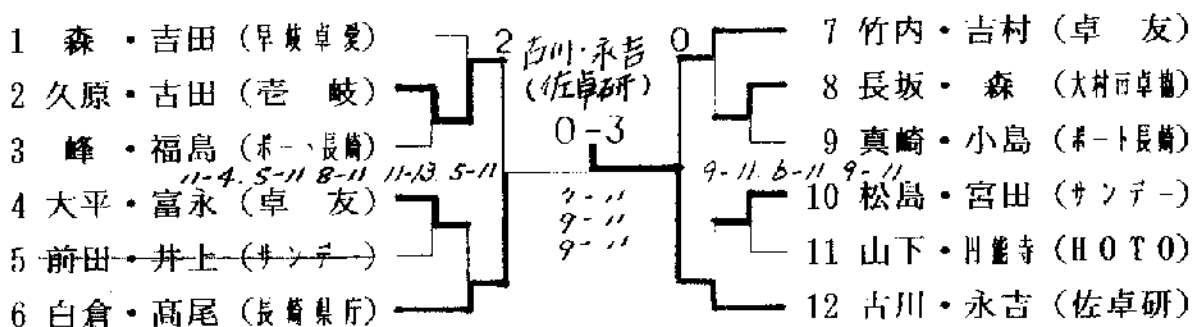 1 森・吉田（早岐卓愛）
2 久原・古田（壱岐）
3 峰・福島（ボート長崎）
11-4. 5-11 8-11 11-13. 5-11
4 大平・富永（卓友）
5 前田・井上（サンデー）
6 白倉・髙尾（長崎県庁）
2
古川・永吉
（佐卓研）
0-3
7-11
9-11
9-11
0
7 竹内・吉村（卓友）
8 長坂・森（大村市卓協）
9 真崎・小島（ボート長崎）
9-11. 6-11 9-11
10 松島・宮田（サンデー）
11 山下・円能寺（HOTO）
12 古川・永吉（佐卓研）